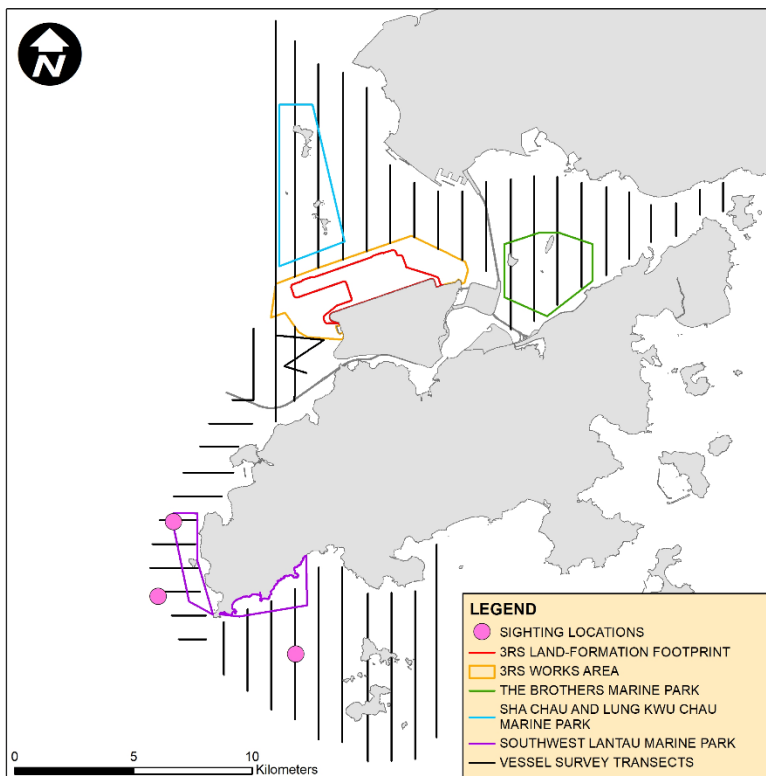 N
LEGEND
SIGHTING LOCATIONS
3RS LAND-FORMATION FOOTPRINT
3RS WORKS AREA
THE BROTHERS MARINE PARK
SHA CHAU AND LUNG KWU CHAU
MARINE PARK
SOUTHWEST LANTAU MARINE PARK
VESSEL SURVEY TRANSECTS
0 5 10
Kilometers